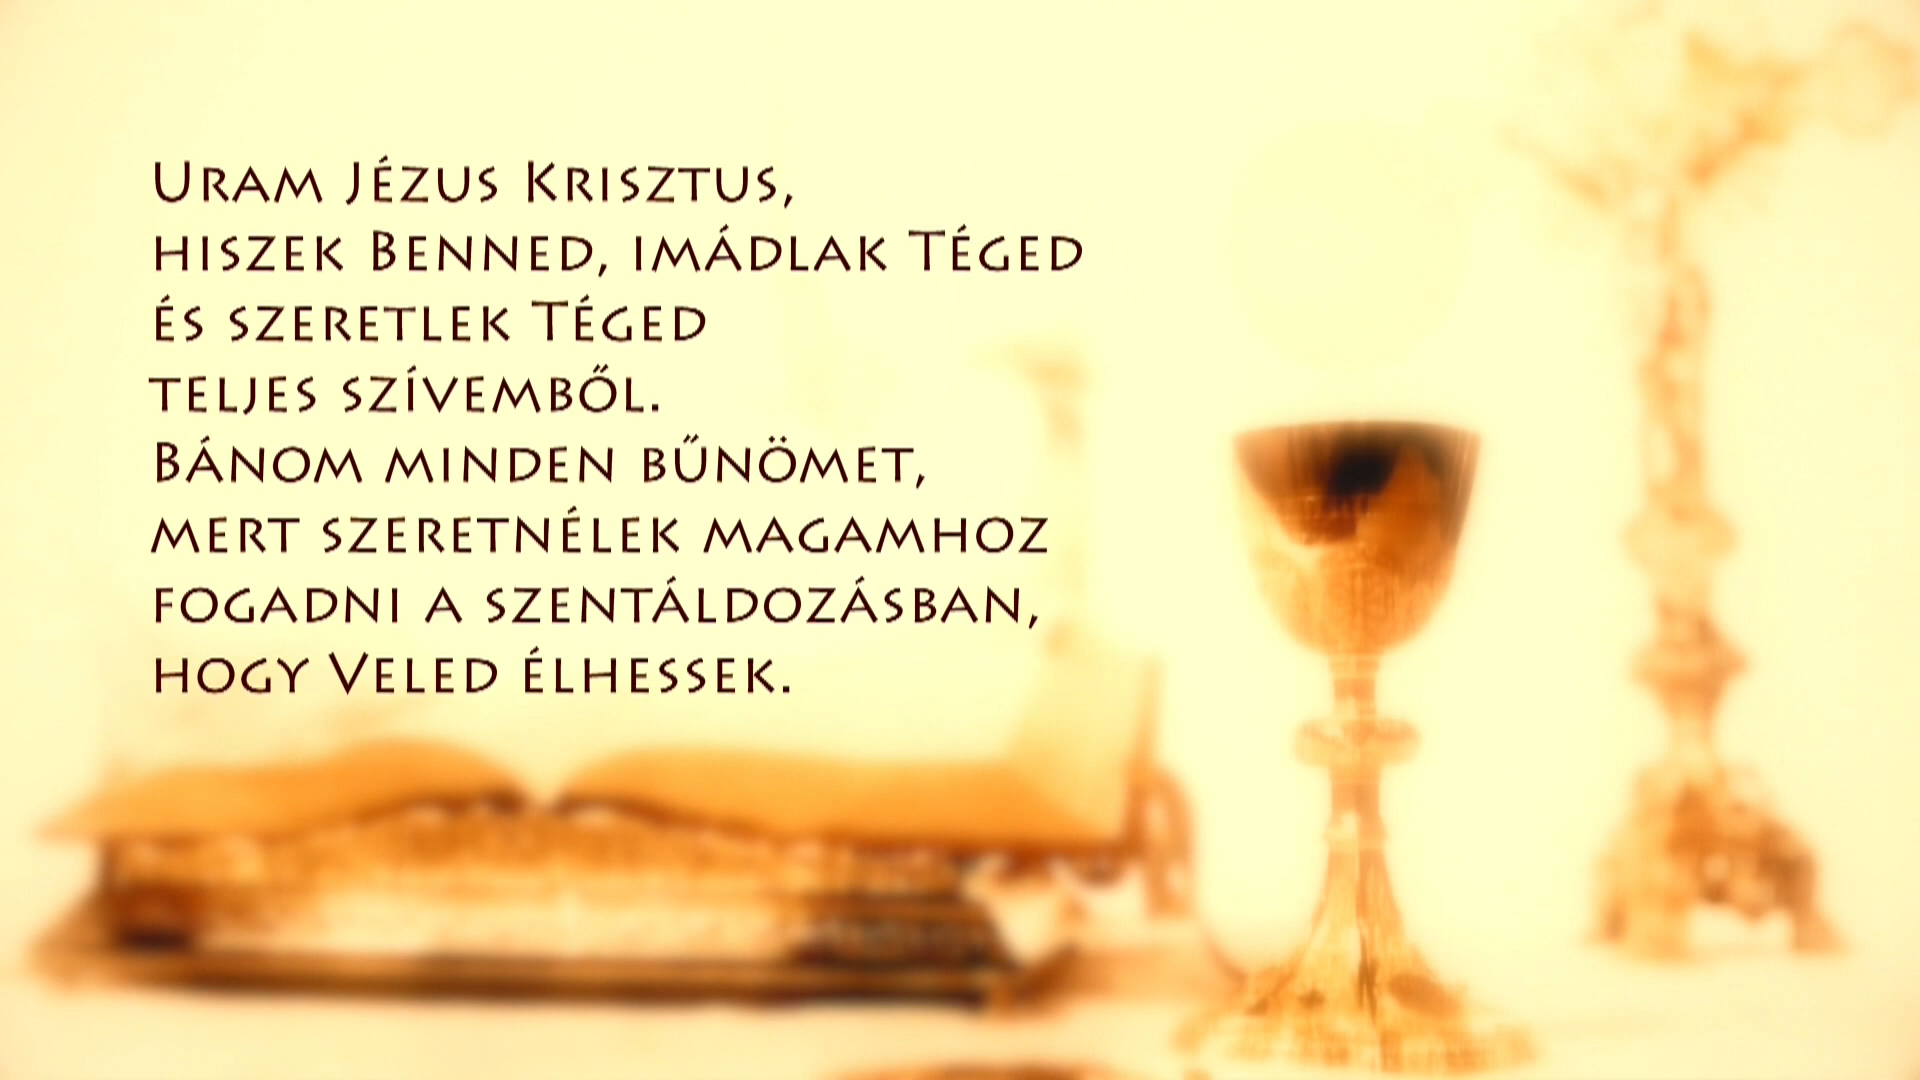 Uram Jézus Krisztus,
hiszek Benned, imádlak Téged
és szeretlek Téged
teljes szívemből.
Bánom minden bűnömet,
mert szeretnélek magamhoz
fogadni a szentáldozásban,
hogy Veled élhessek.